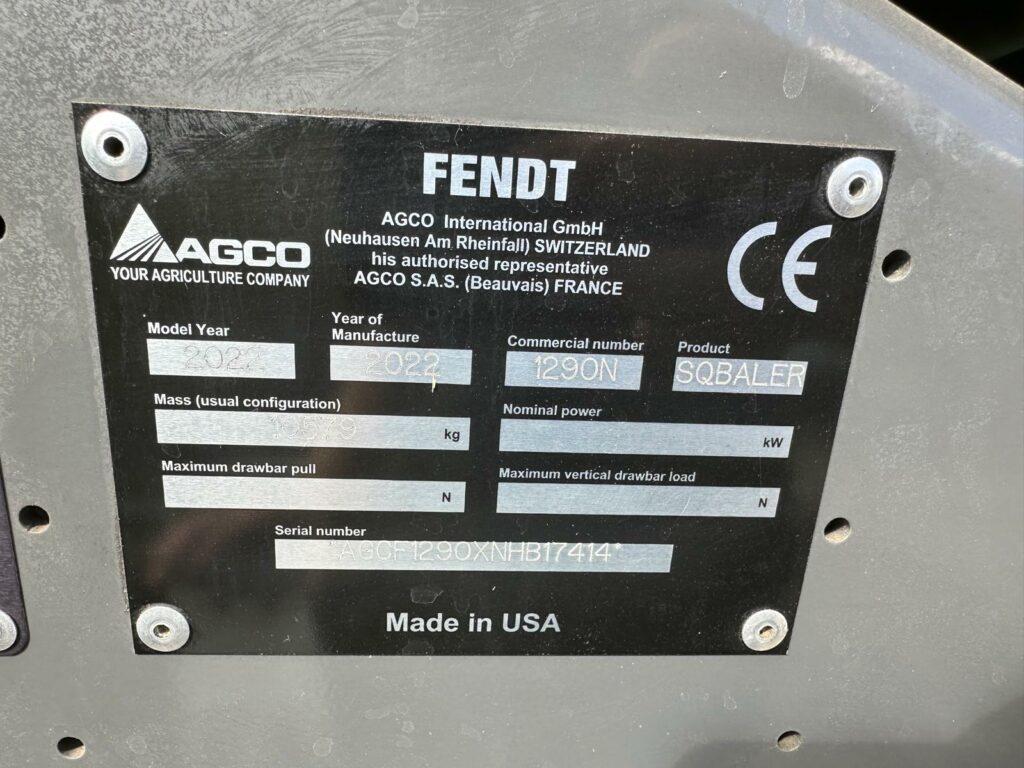 FENDT
AGCO International GmbH
(Neuhausen Am Rheinfall) SWITZERLAND
his authorised representative
AGCO S.A.S. (Beauvais) FRANCE
AGCO
YOUR AGRICULTURE COMPANY
CE
Model Year
2022
Year of
Manufacture
2022
Commercial number
1290N
Product
SQBALER
Mass (usual configuration)
kg
Nominal power
kW
Maximum drawbar pull
N
Maximum vertical drawbar load
N
Serial number
*AGCF1290XNHB17414*
Made in USA